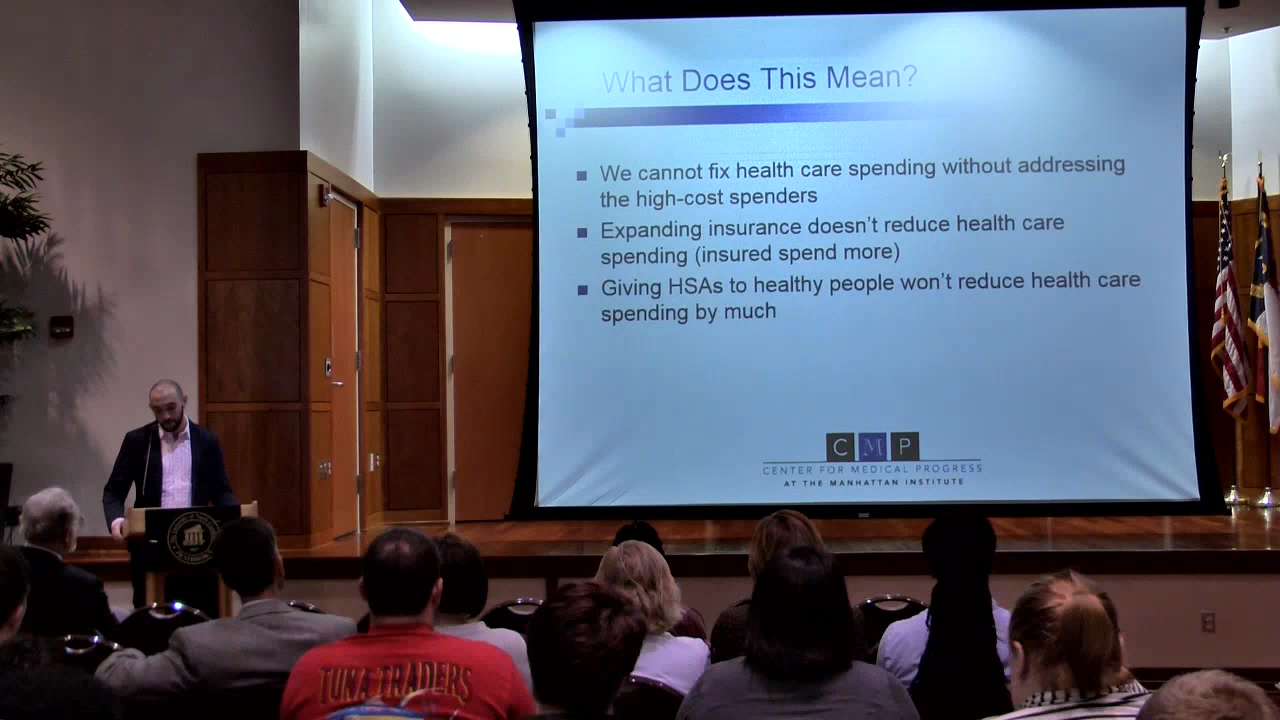 What Does This Mean?
We cannot fix health care spending without addressing
the high-cost spenders
Expanding insurance doesn't reduce health care
spending (insured spend more)
Giving HSAs to healthy people won't reduce health care
spending by much
C M P
CENTER FOR MEDICAL PROGRESS
AT THE MANHATTAN INSTITUTE
TUNA TRADERS